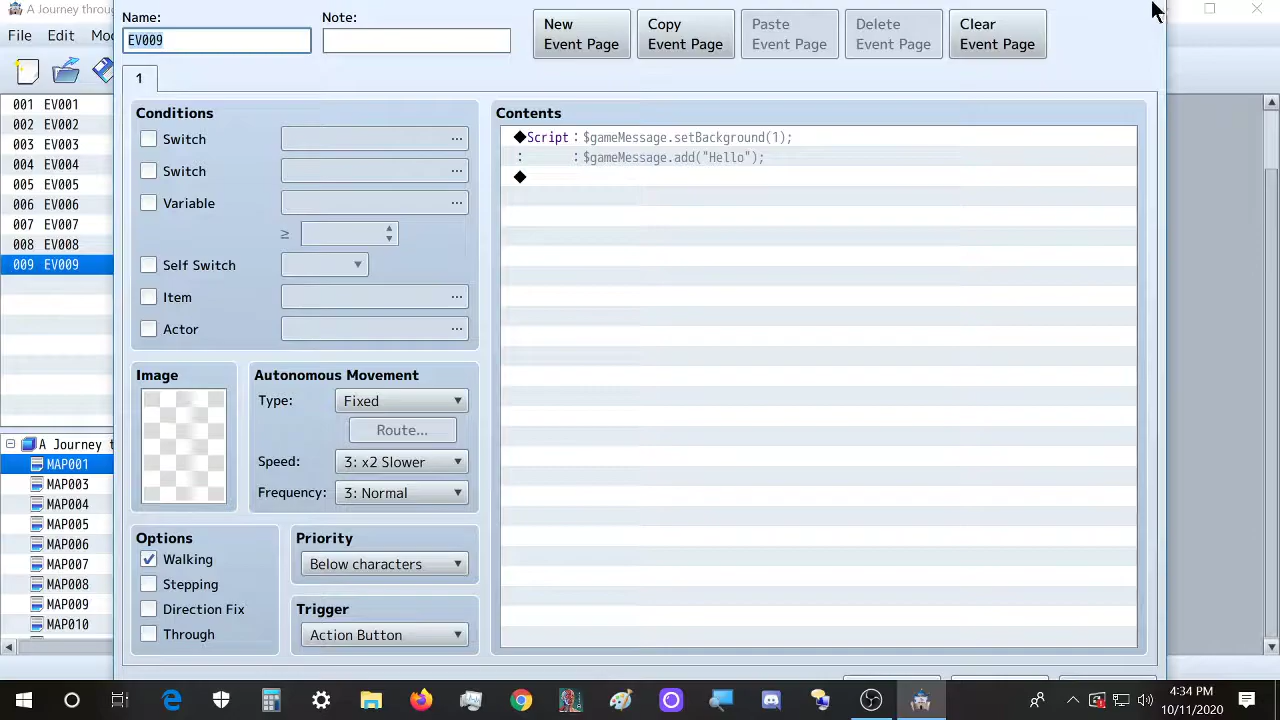 A Journey throug
File Edit Mo
Name:
Note:
EV009
New Event Page
Copy Event Page
Paste Event Page
Delete Event Page
Clear Event Page
001 EV001
002 EV002
003 EV003
004 EV004
005 EV005
006 EV006
007 EV007
008 EV008
009 EV009
A Journey t
MAP001
MAP003
MAP004
MAP005
MAP006
MAP007
MAP008
MAP009
MAP010
1
Conditions
Switch ...
Switch ...
Variable ...
≥
Self Switch
Item ...
Actor ...
Image
Autonomous Movement
Type: Fixed
Route...
Speed: 3: x2 Slower
Frequency: 3: Normal
Options
Walking
Stepping
Direction Fix
Through
Priority
Below characters
Trigger
Action Button
Contents
◆Script：$gameMessage.setBackground(1);
：　　　：$gameMessage.add("Hello");
◆
4:34 PM
10/11/2020